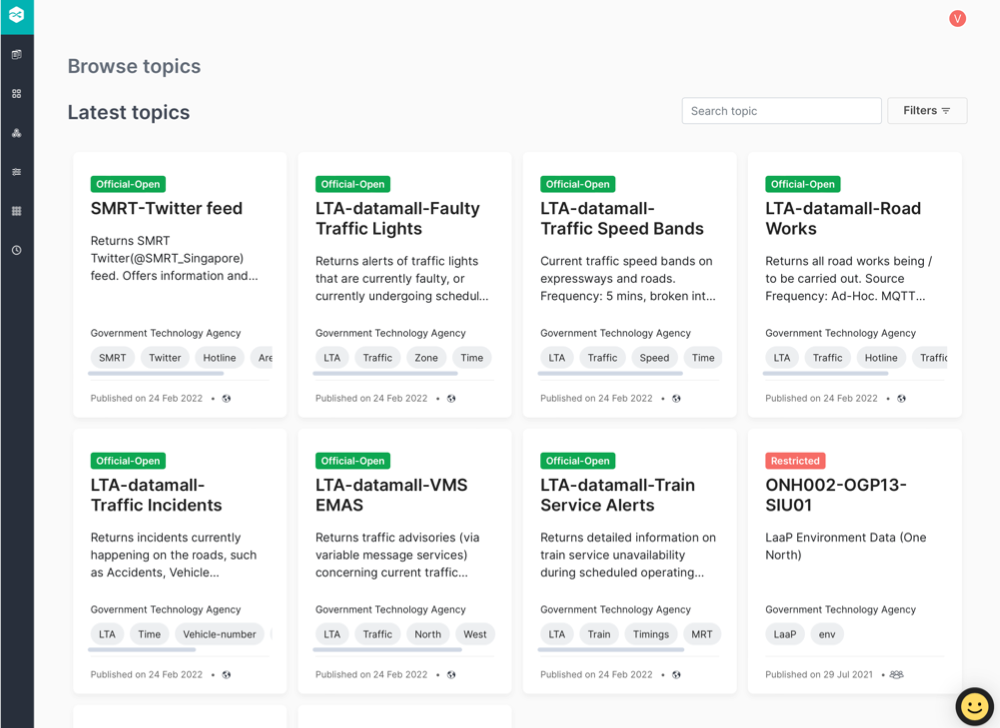 V
Browse topics
Latest topics
Search topic
Filters
Official-Open
SMRT-Twitter feed
Returns SMRT
Twitter(@SMRT_Singapore)
feed. Offers information and...
Government Technology Agency
SMRT Twitter Hotline Are
Published on 24 Feb 2022 •
Official-Open
LTA-datamall-Faulty
Traffic Lights
Returns alerts of traffic lights
that are currently faulty, or
currently undergoing schedul...
Government Technology Agency
LTA Traffic Zone Time
Published on 24 Feb 2022 •
Official-Open
LTA-datamall-
Traffic Speed Bands
Current traffic speed bands on
expressways and roads.
Frequency: 5 mins, broken int...
Government Technology Agency
LTA Traffic Speed Time
Published on 24 Feb 2022 •
Official-Open
LTA-datamall-Road
Works
Returns all road works being /
to be carried out. Source
Frequency: Ad-Hoc. MQTT...
Government Technology Agency
LTA Traffic Hotline Traffic
Published on 24 Feb 2022 •
Official-Open
LTA-datamall-
Traffic Incidents
Returns incidents currently
happening on the roads, such
as Accidents, Vehicle...
Government Technology Agency
LTA Time Vehicle-number
Published on 24 Feb 2022 •
Official-Open
LTA-datamall-VMS
EMAS
Returns traffic advisories (via
variable message services)
concerning current traffic...
Government Technology Agency
LTA Traffic North West
Published on 24 Feb 2022 •
Official-Open
LTA-datamall-Train
Service Alerts
Returns detailed information on
train service unavailability
during scheduled operating...
Government Technology Agency
LTA Train Timings MRT
Published on 24 Feb 2022 •
Restricted
ONH002-OGP13-
SIU01
LaaP Environment Data (One
North)
Government Technology Agency
LaaP env
Published on 29 Jul 2021 •